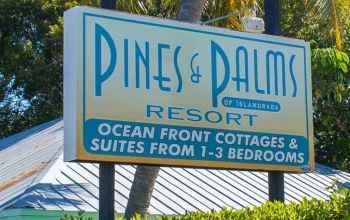 PINES & PALMS
OF ISLAMORADA
RESORT
OCEAN FRONT COTTAGES &
SUITES FROM 1-3 BEDROOMS